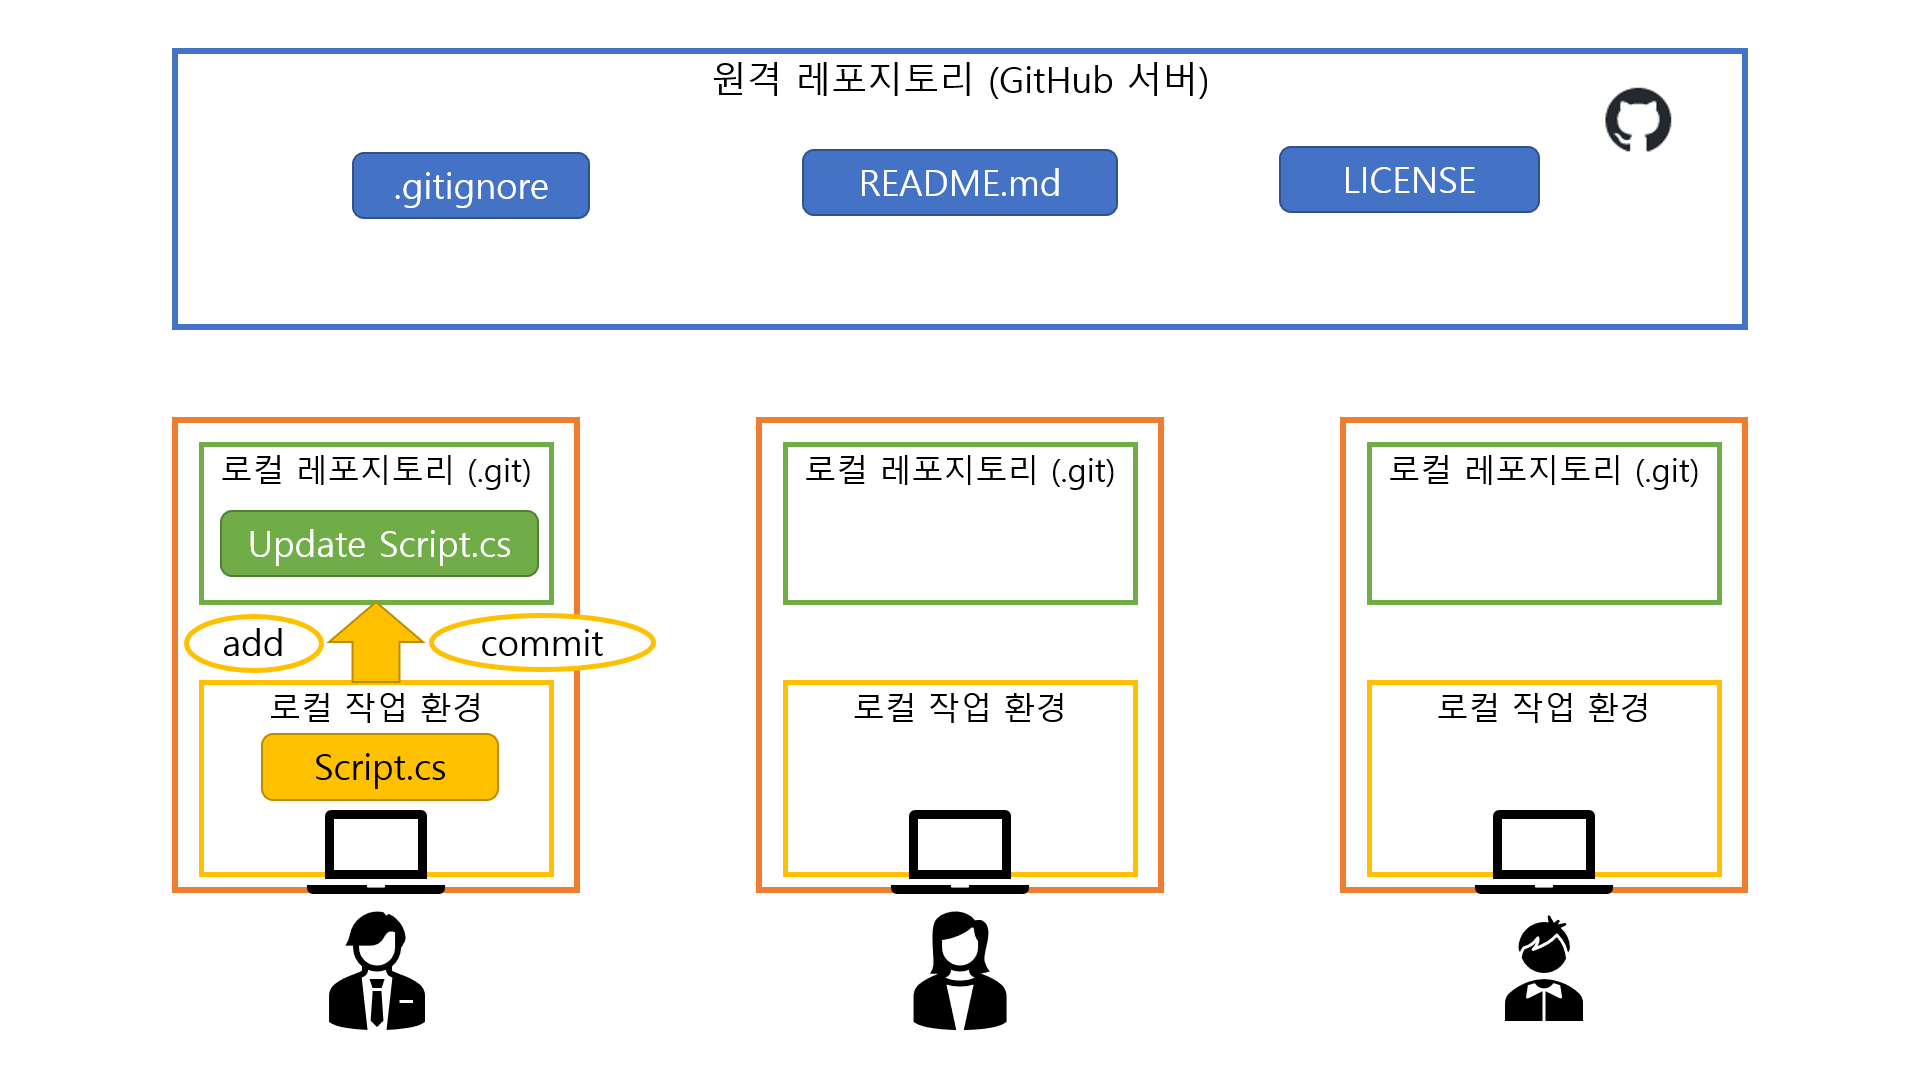 원격 레포지토리 (GitHub 서버)
.gitignore
README.md
LICENSE
로컬 레포지토리 (.git)
Update Script.cs
add
commit
로컬 작업 환경
Script.cs
로컬 레포지토리 (.git)
로컬 작업 환경
로컬 레포지토리 (.git)
로컬 작업 환경